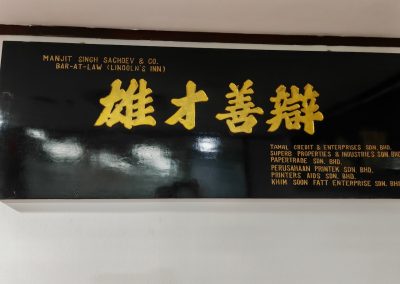 MANJIT SINGH SACHDEV & CO.
BAR-AT-LAW (LINCOLN'S INN)
雄才善辯
TAMAL CREDIT & ENTERPRISES SDN. BHD.
SUPERB PROPERTIES & INDUSTRIES SDN. BHD.
PAPERTRADE SDN. BHD.
PERUSAHAAN PRINTEK SDN. BHD.
PRINTERS AIDS SDN. BHD.
KHIM SOON FATT ENTERPRISE SDN. BHD.